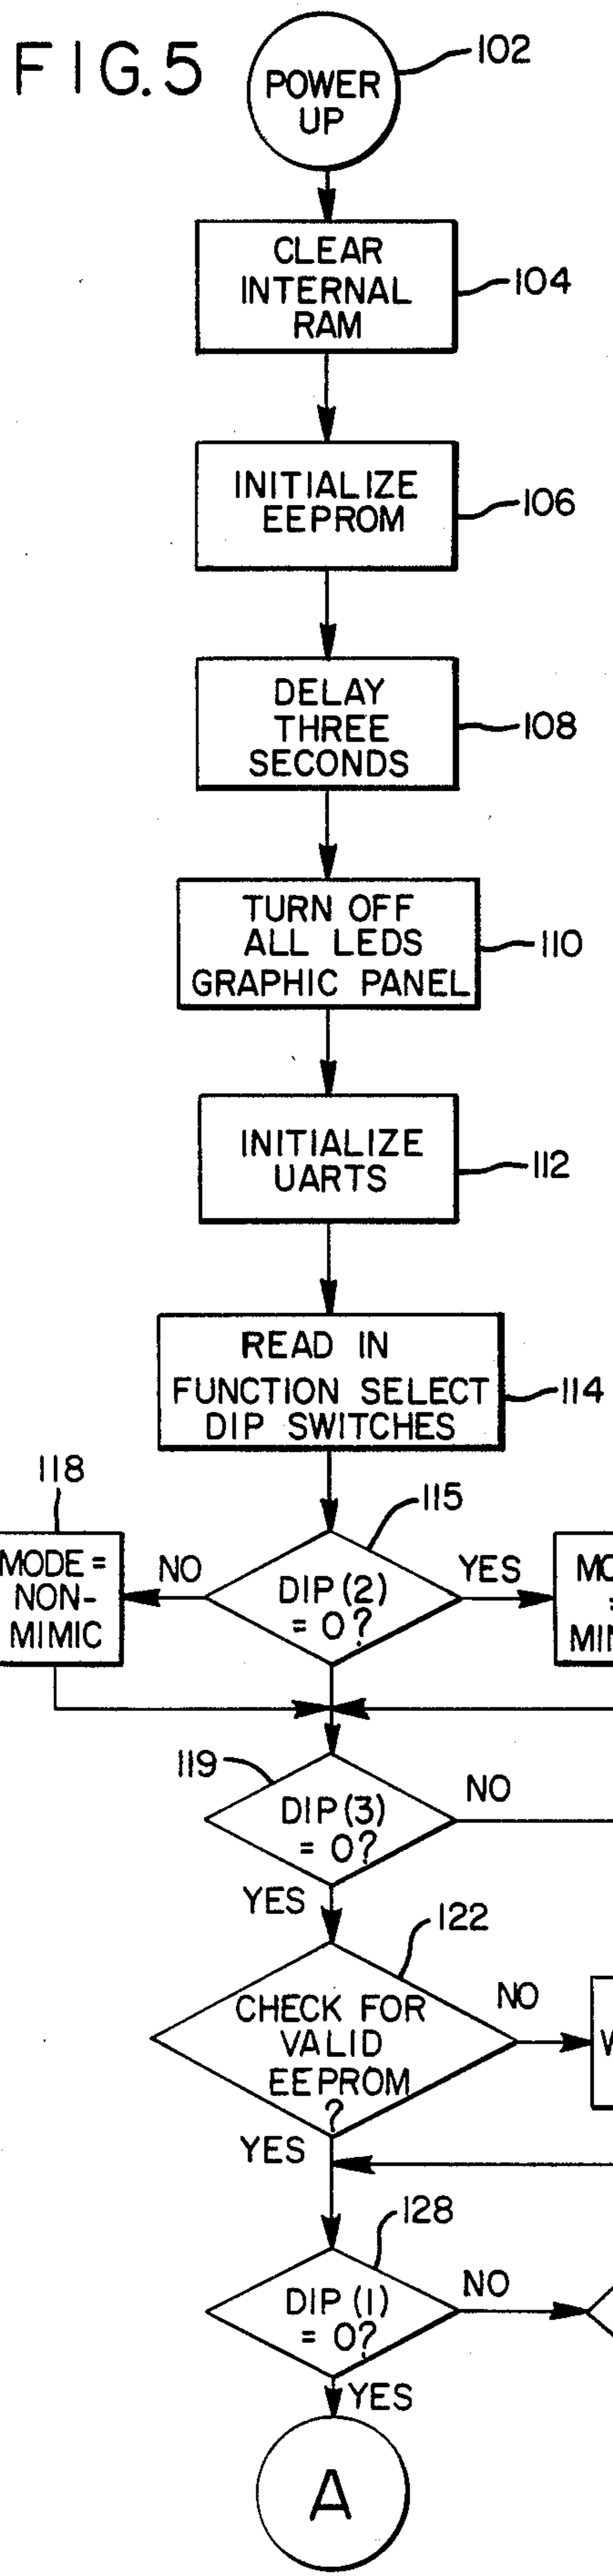 FIG.5
102
POWER
UP
CLEAR
INTERNAL
RAM
104
INITIALIZE
EEPROM
106
DELAY
THREE
SECONDS
108
TURN OFF
ALL LEDS
GRAPHIC PANEL
110
INITIALIZE
UARTS
112
READ IN
FUNCTION SELECT
DIP SWITCHES
114
118
115
MODE =
NON-
MIMIC
NO
DIP (2)
= 0?
YES
=
119
DIP (3)
= 0?
NO
YES
122
CHECK FOR
VALID
EEPROM
?
NO
YES
128
DIP (1)
= 0?
NO
YES
A